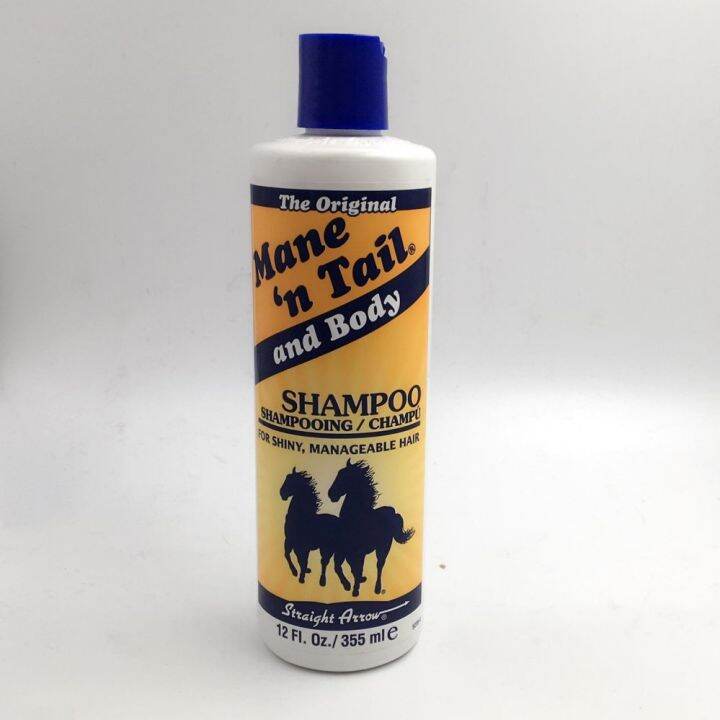 The Original
Mane
'n Tail®
and Body
SHAMPOO
SHAMPOOING / CHAMPÚ
FOR SHINY, MANAGEABLE HAIR
®
Straight Arrow®
12 Fl. Oz./ 355 ml e